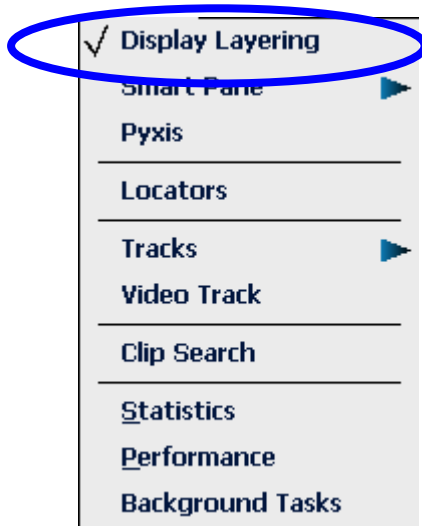 Display Layering
Smart Pane
Pyxis
Locators
Tracks
Video Track
Clip Search
Statistics
Performance
Background Tasks